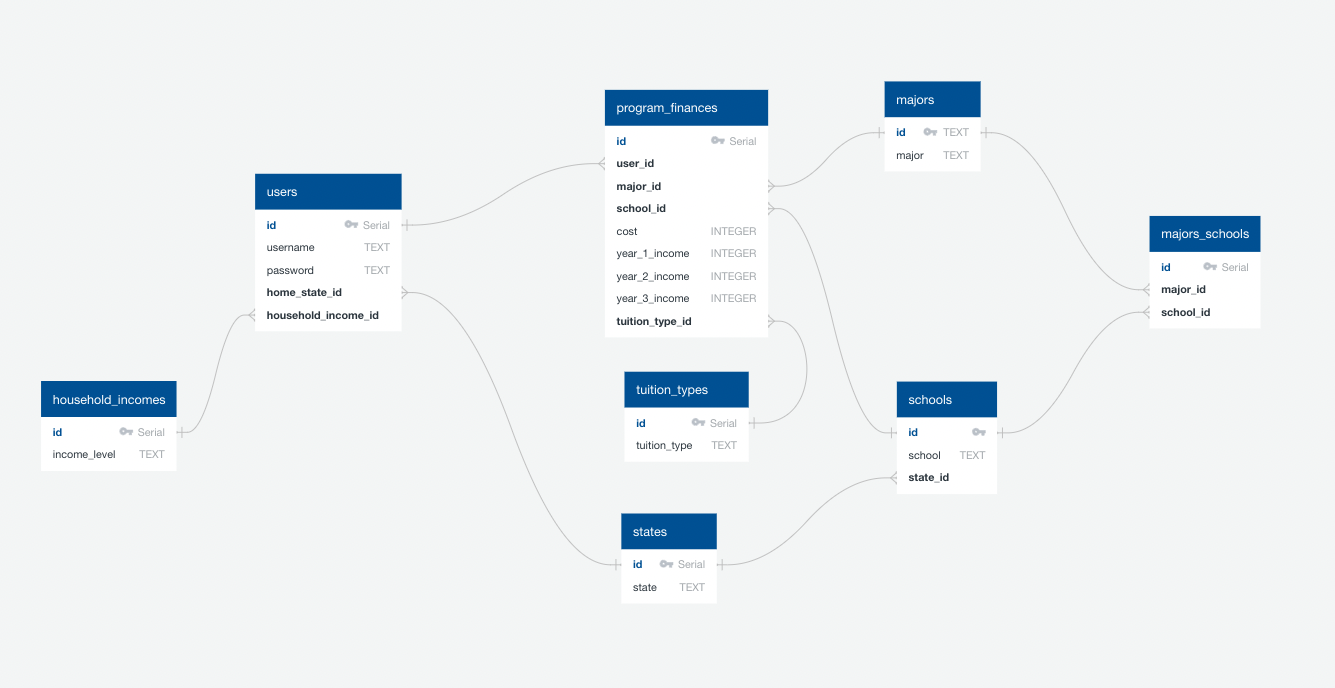 users
id Serial
username TEXT
password TEXT
home_state_id
household_income_id
household_incomes
id Serial
income_level TEXT
program_finances
id Serial
user_id
major_id
school_id
cost INTEGER
year_1_income INTEGER
year_2_income INTEGER
year_3_income INTEGER
tuition_type_id
tuition_types
id Serial
tuition_type TEXT
states
id Serial
state TEXT
majors
id TEXT
major TEXT
schools
id
school TEXT
state_id
majors_schools
id Serial
major_id
school_id